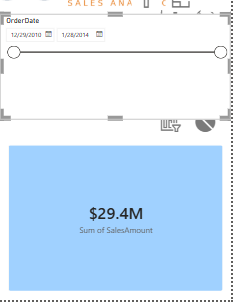 SALES ANA
OrderDate
12/29/2010 1/28/2014
$29.4M
Sum of SalesAmount